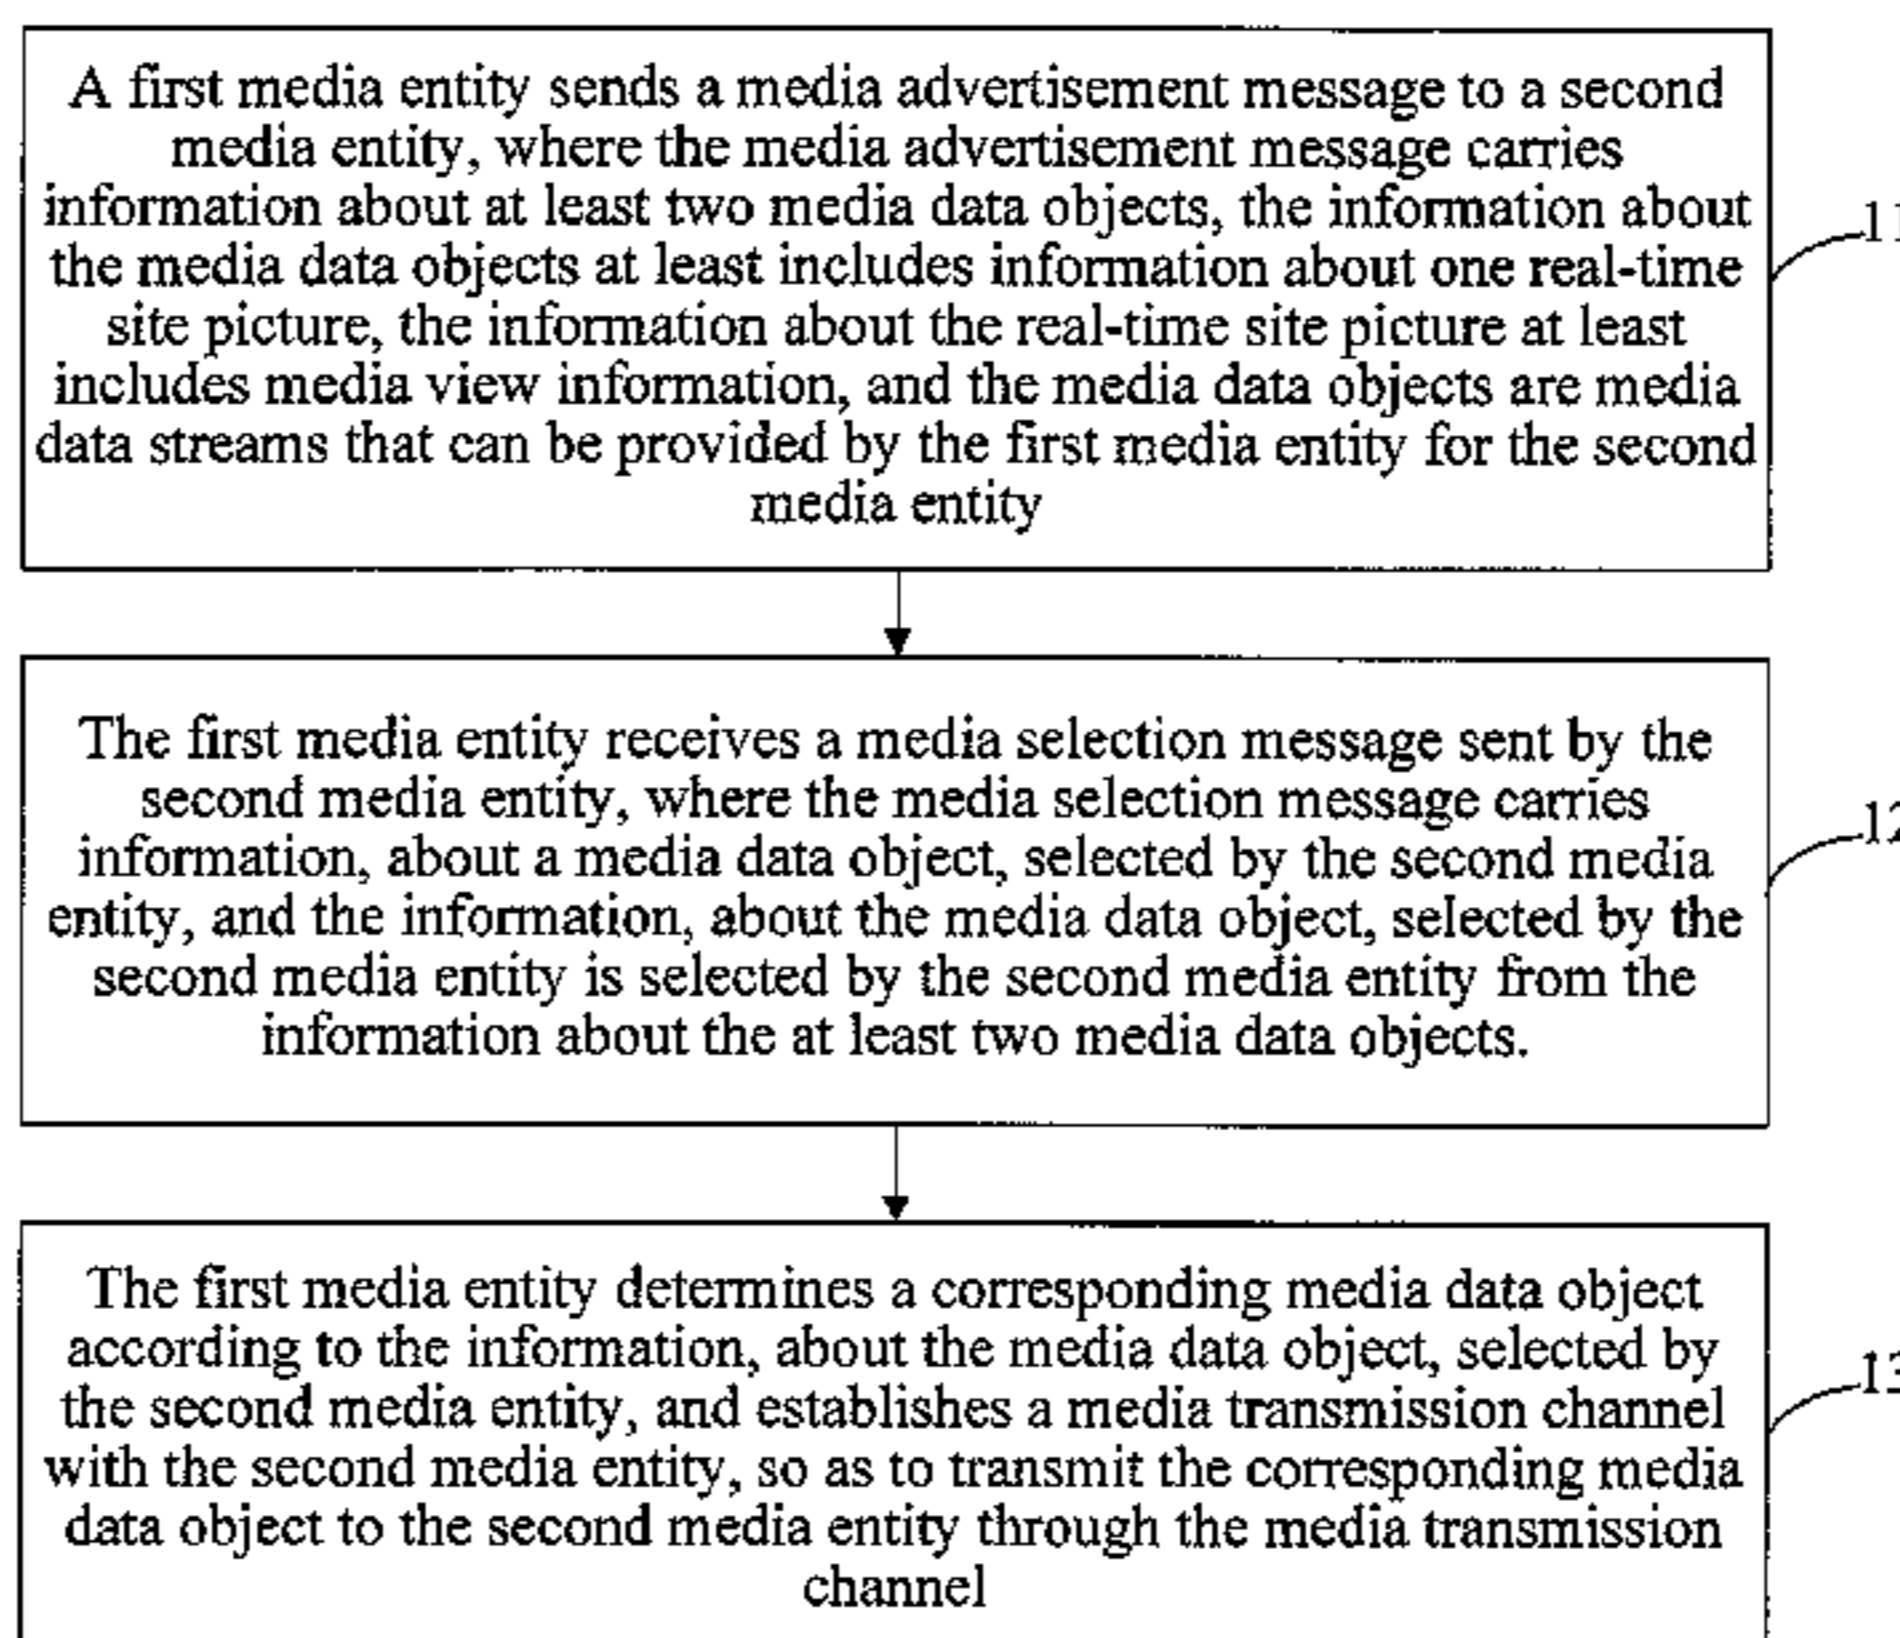 A first media entity sends a media advertisement message to a second
media entity, where the media advertisement message carries
information about at least two media data objects, the information about
the media data objects at least includes information about one real-time
site picture, the information about the real-time site picture at least
includes media view information, and the media data objects are media
data streams that can be provided by the first media entity for the second
media entity
11
The first media entity receives a media selection message sent by the
second media entity, where the media selection message carries
information, about a media data object, selected by the second media
entity, and the information, about the media data object, selected by the
second media entity is selected by the second media entity from the
information about the at least two media data objects.
12
The first media entity determines a corresponding media data object
according to the information, about the media data object, selected by
the second media entity, and establishes a media transmission channel
with the second media entity, so as to transmit the corresponding media
data object to the second media entity through the media transmission
channel
13